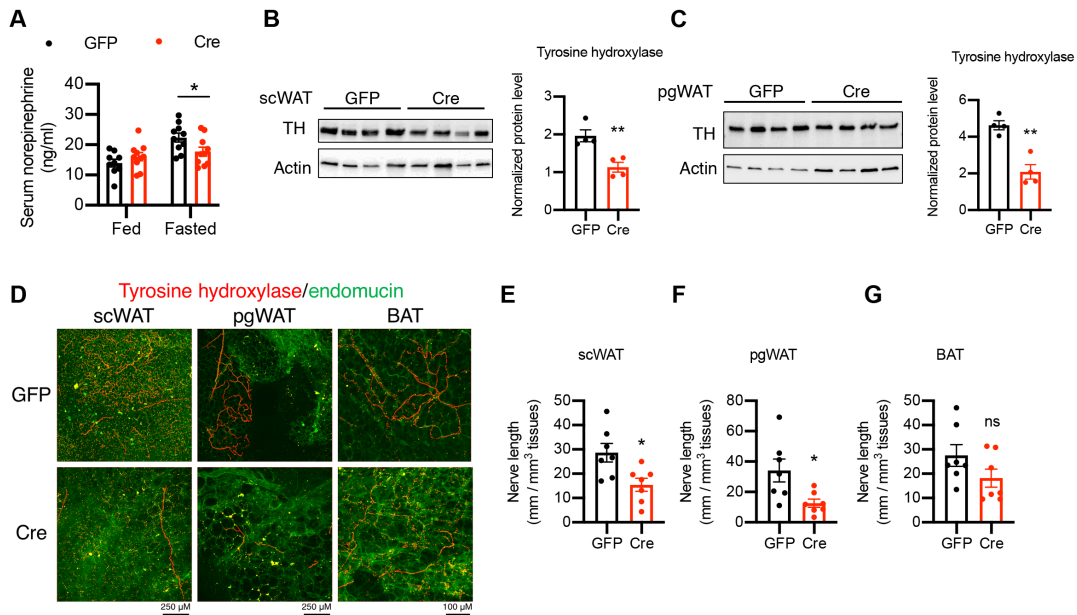 A
GFP
Cre
Serum norepinephrine
(ng/ml)
40
30
20
10
0
*
Fed
Fasted
B
scWAT
GFP
Cre
TH
Actin
Tyrosine hydroxylase
Normalized protein level
3
2
1
0
**
GFP
Cre
C
pgWAT
GFP
Cre
TH
Actin
Tyrosine hydroxylase
Normalized protein level
6
4
2
0
**
GFP
Cre
D
Tyrosine hydroxylase/endomucin
scWAT
pgWAT
BAT
GFP
Cre
250 µM
250 µM
100 µM
E
scWAT
Nerve length
(mm / mm³ tissues)
50
40
30
20
10
0
*
GFP
Cre
F
pgWAT
Nerve length
(mm / mm³ tissues)
80
60
40
20
0
*
GFP
Cre
G
BAT
Nerve length
(mm / mm³ tissues)
50
40
30
20
10
0
ns
GFP
Cre